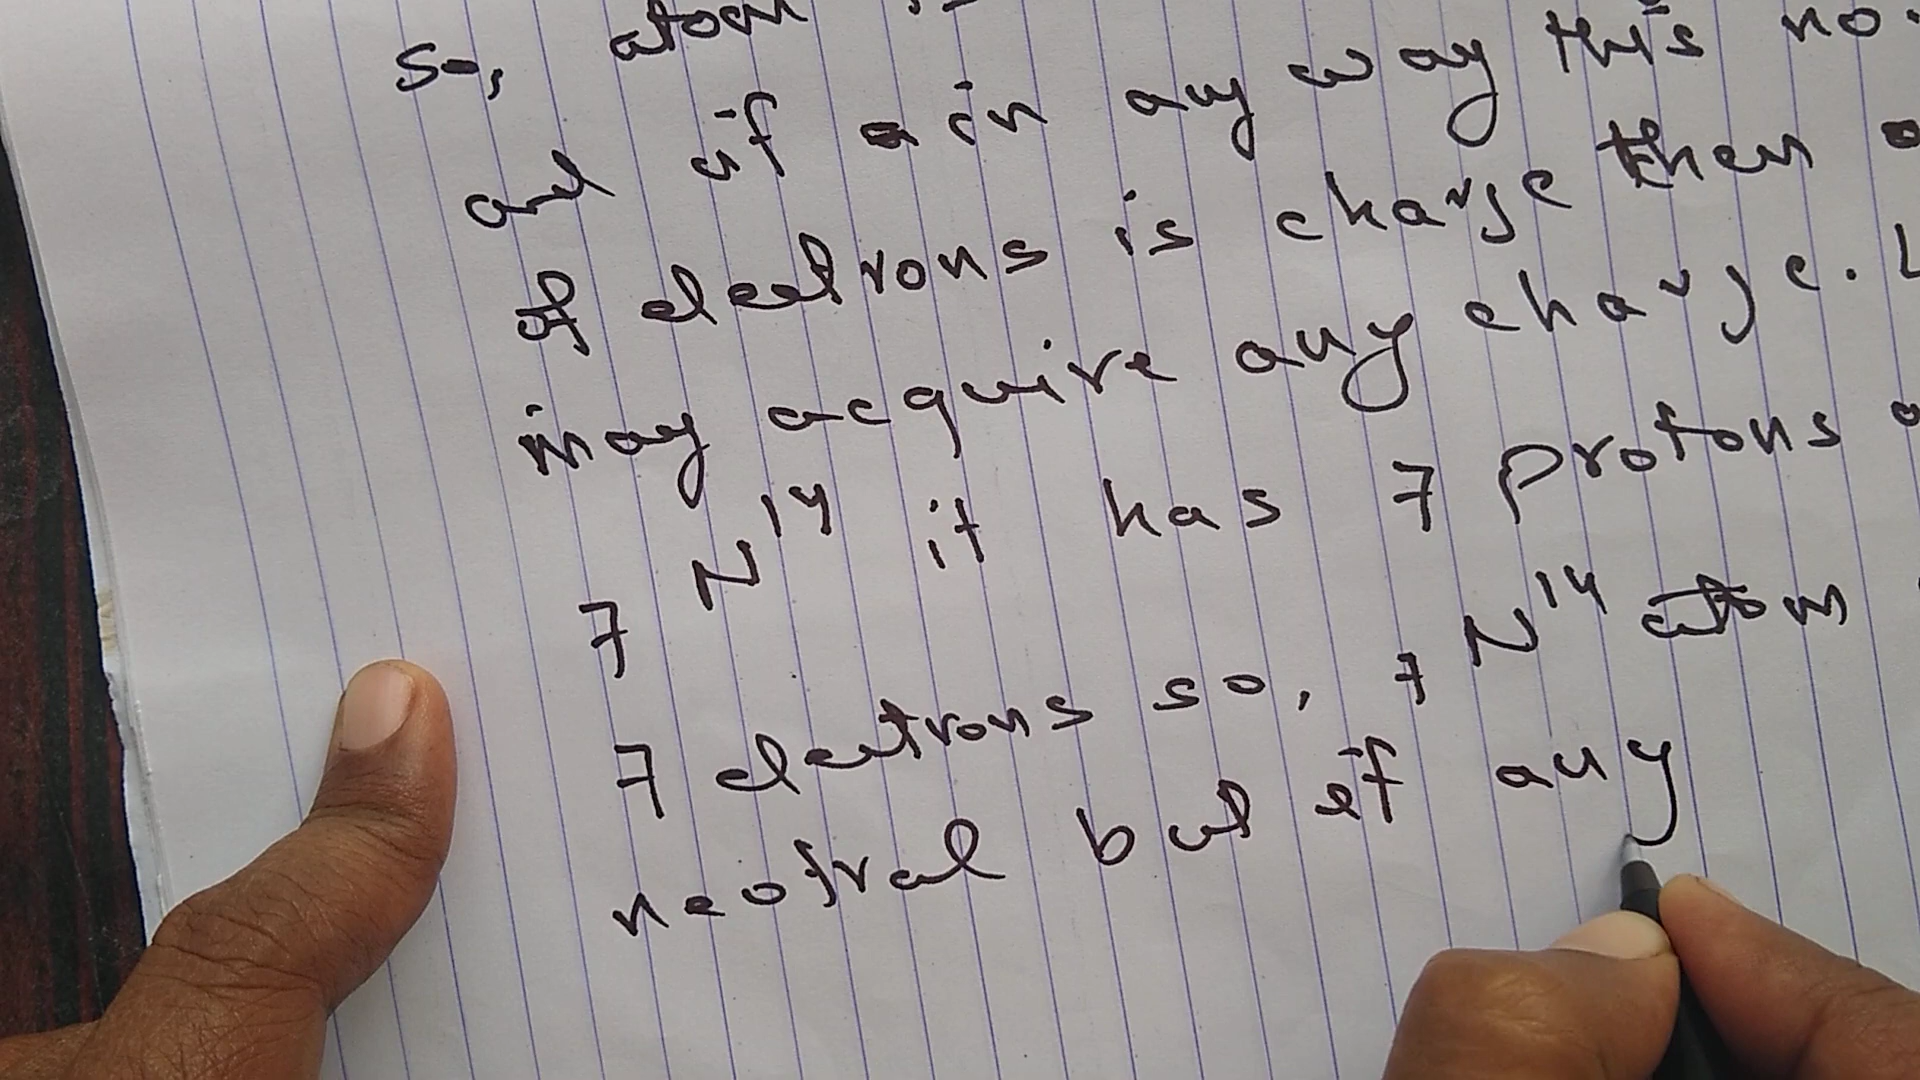 So, atom
and if in any way this no.
of electrons is charge then
may acquire any charge.
7 N14 it has 7 protons
7 electrons so, 7 N14 atom
neotral but if any